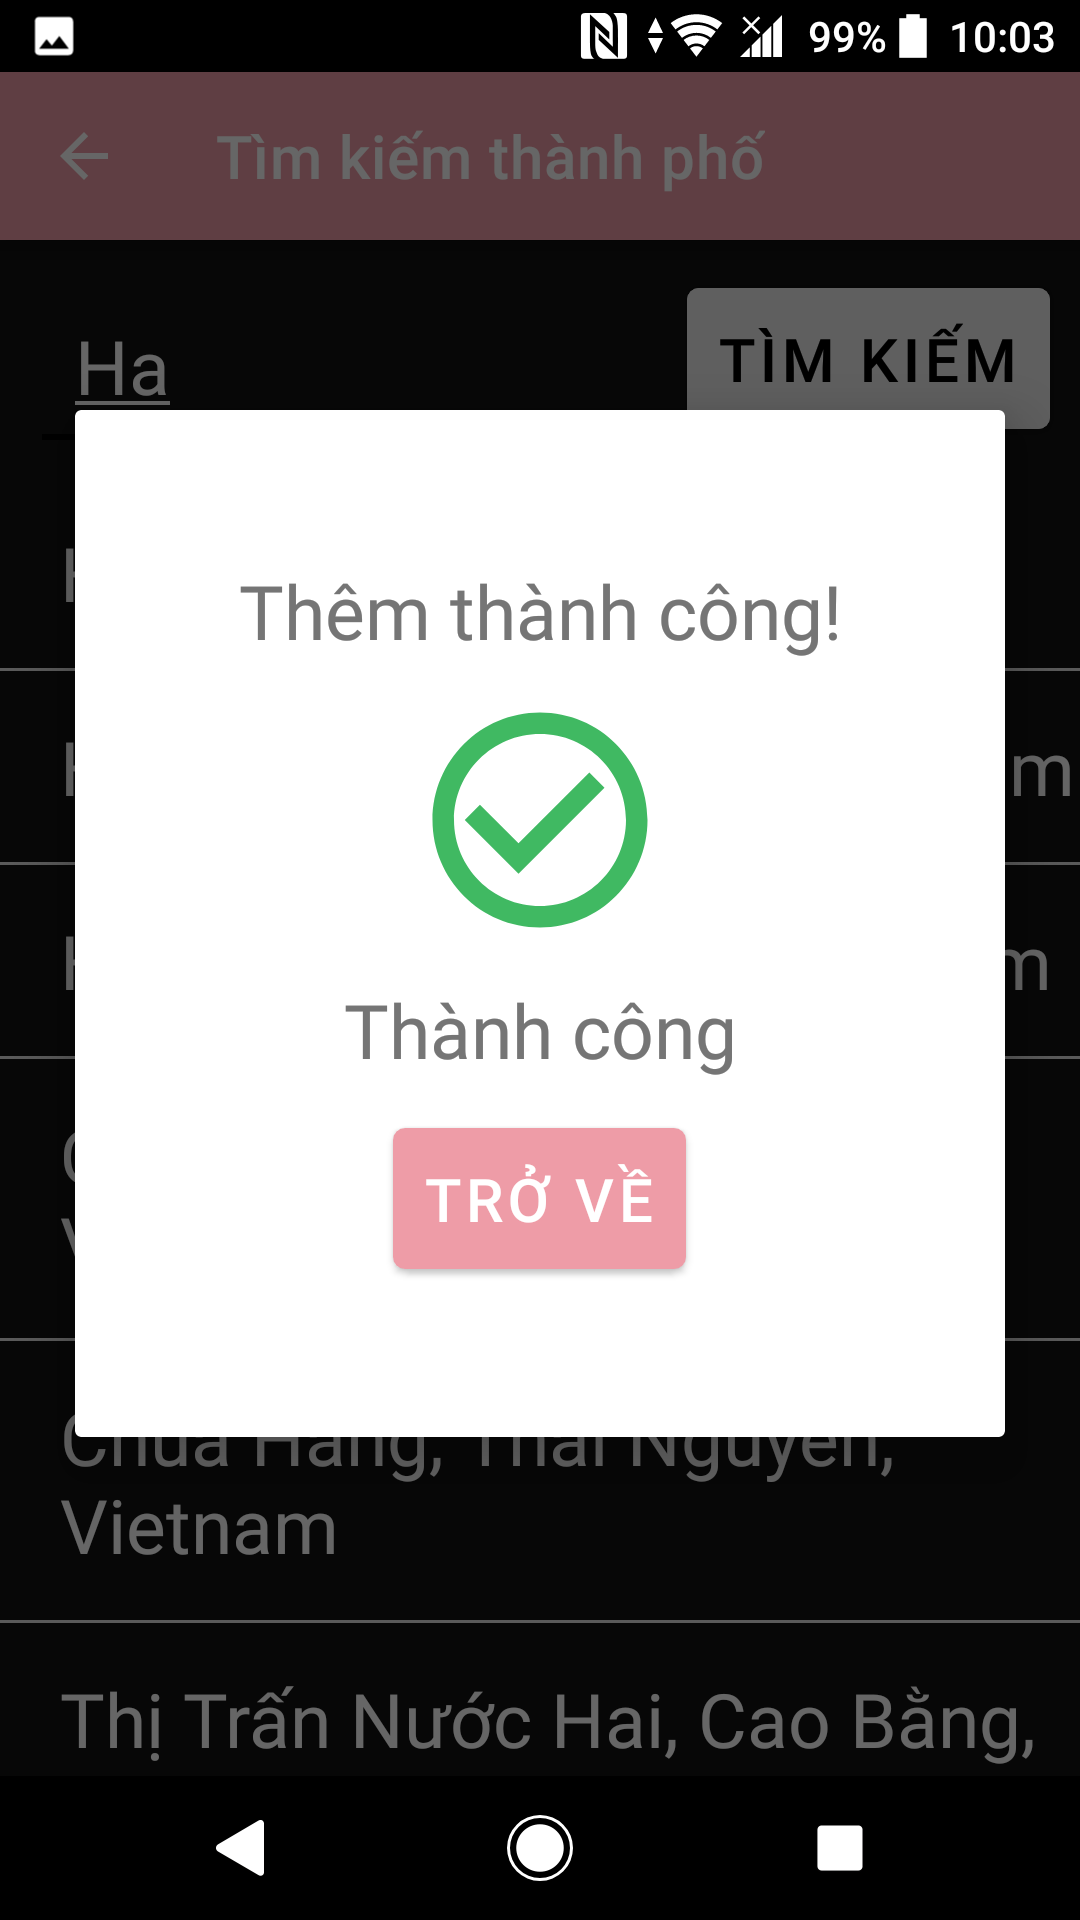 99% 10:03
Tìm kiếm thành phố
Ha
TÌM KIẾM
Thêm thành công!
Thành công
TRỞ VỀ
Vietnam
Thị Trấn Nước Hai, Cao Bằng,